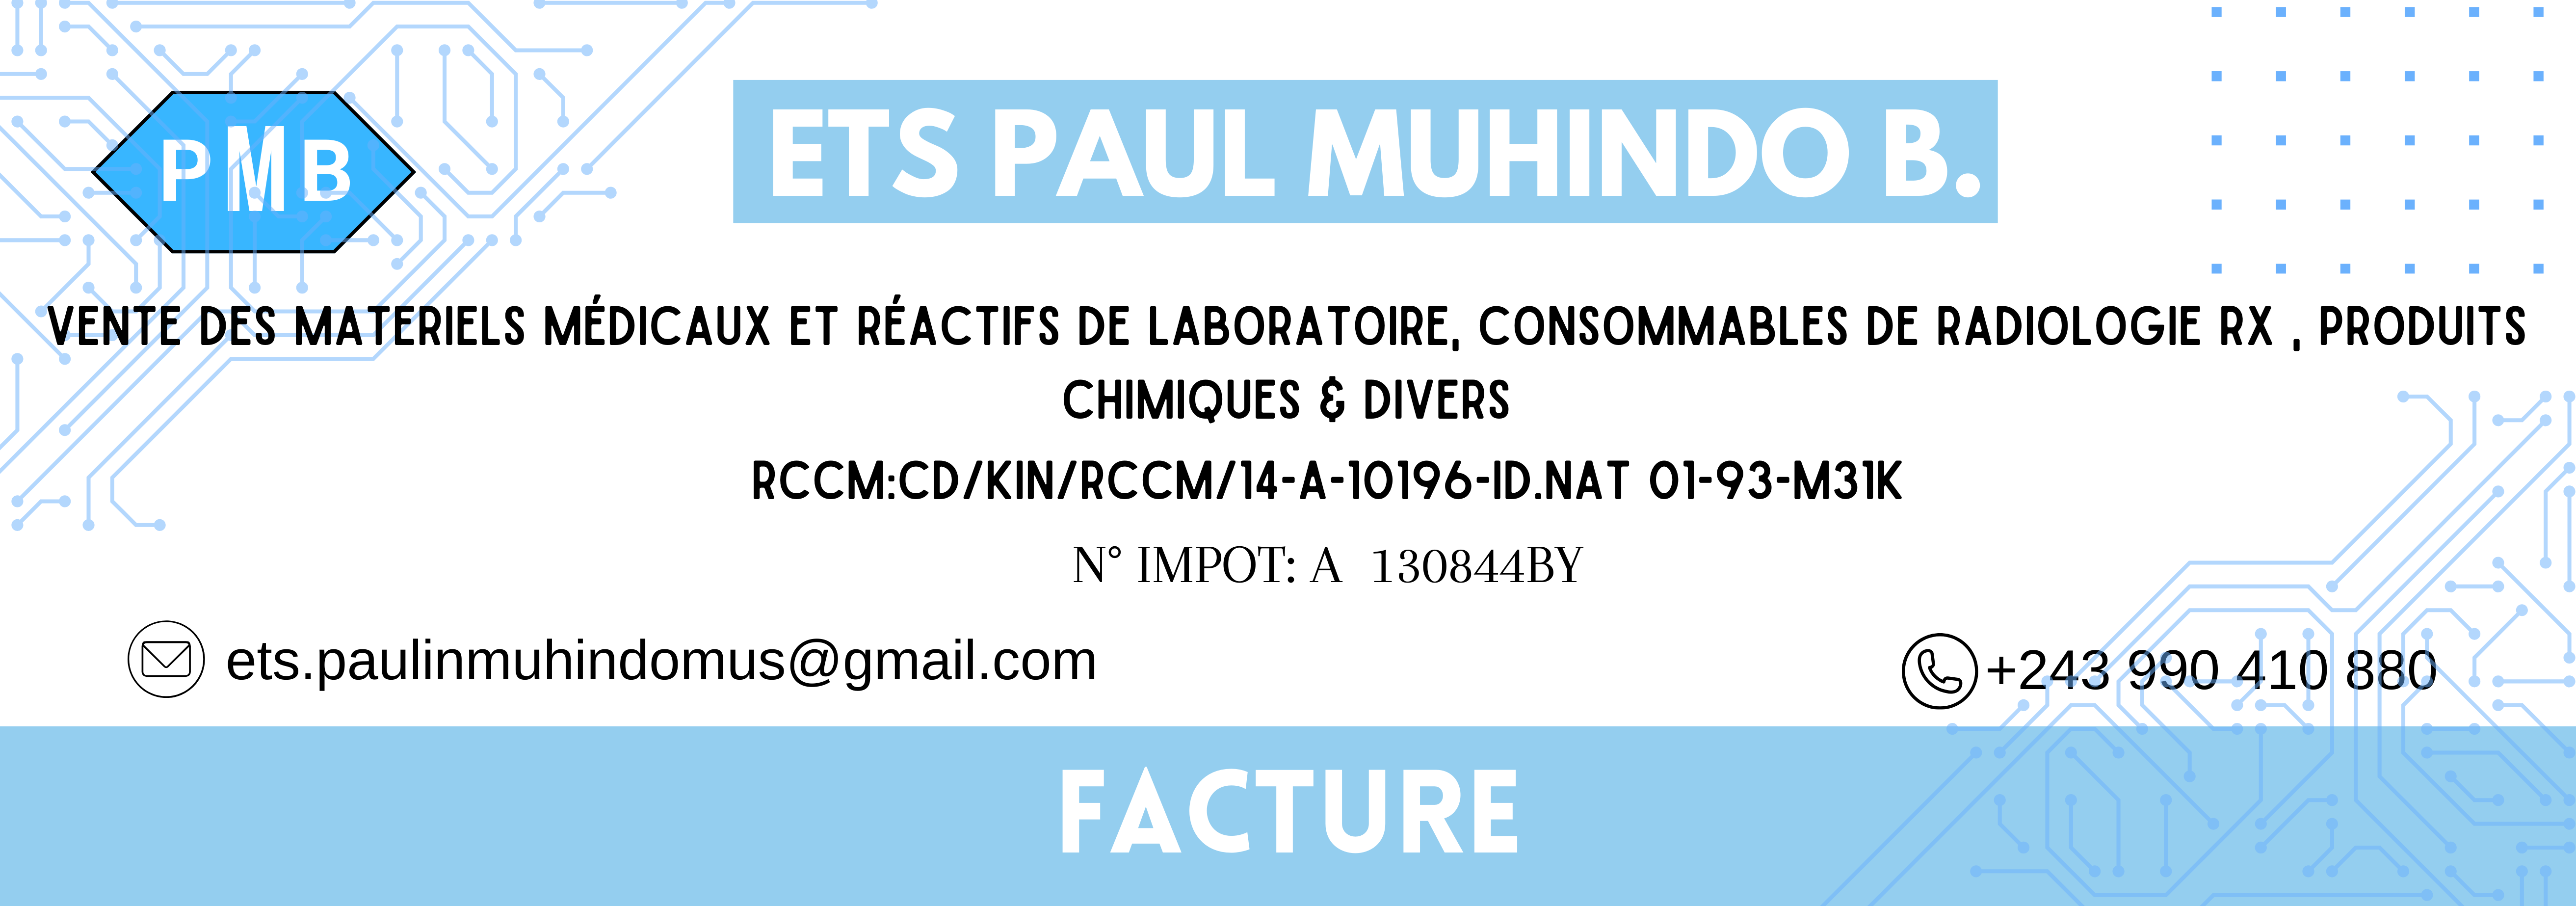 P M B
ETS PAUL MUHINDO B.
VENTE DES MATERIELS MÉDICAUX ET RÉACTIFS DE LABORATOIRE, CONSOMMABLES DE RADIOLOGIE RX , PRODUITS
CHIMIQUES & DIVERS
RCCM:CD/KIN/RCCM/14-A-10196-ID.NAT 01-93-M31K
N° IMPOT: A 130844BY
ets.paulinmuhindomus@gmail.com
+243 990 410 880
FACTURE